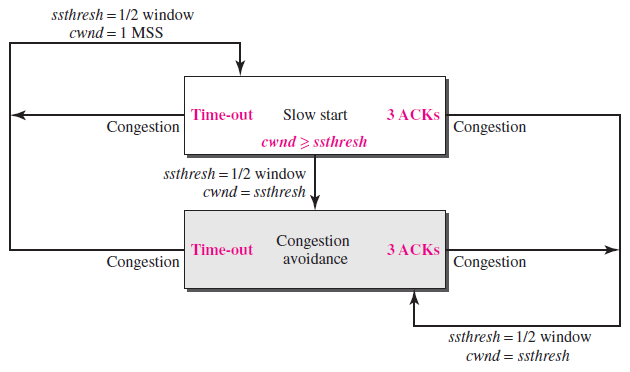 ssthresh = 1/2 window
cwnd = 1 MSS
Time-out Slow start 3 ACKs
Congestion Congestion
cwnd ⩾ ssthresh
ssthresh = 1/2 window
cwnd = ssthresh
Time-out Congestion avoidance 3 ACKs
Congestion Congestion
ssthresh = 1/2 window
cwnd = ssthresh